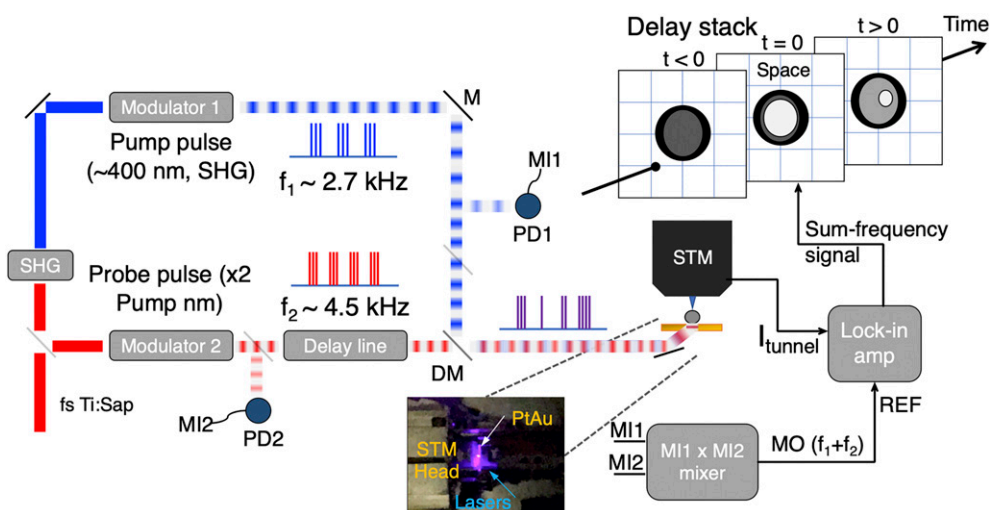 Delay stack
Time
t < 0
t = 0
t > 0
Space
Modulator 1
M
Pump pulse
(~400 nm, SHG)
f₁ ~ 2.7 kHz
MI1
PD1
SHG
Probe pulse (x2
Pump nm)
f₂ ~ 4.5 kHz
STM
Sum-frequency
signal
Modulator 2
Delay line
DM
Itunnel
Lock-in
amp
fs Ti:Sap
MI2
PD2
REF
PtAu
STM
Head
Lasers
MI1
MI2
MI1 x MI2
mixer
MO (f₁+f₂)